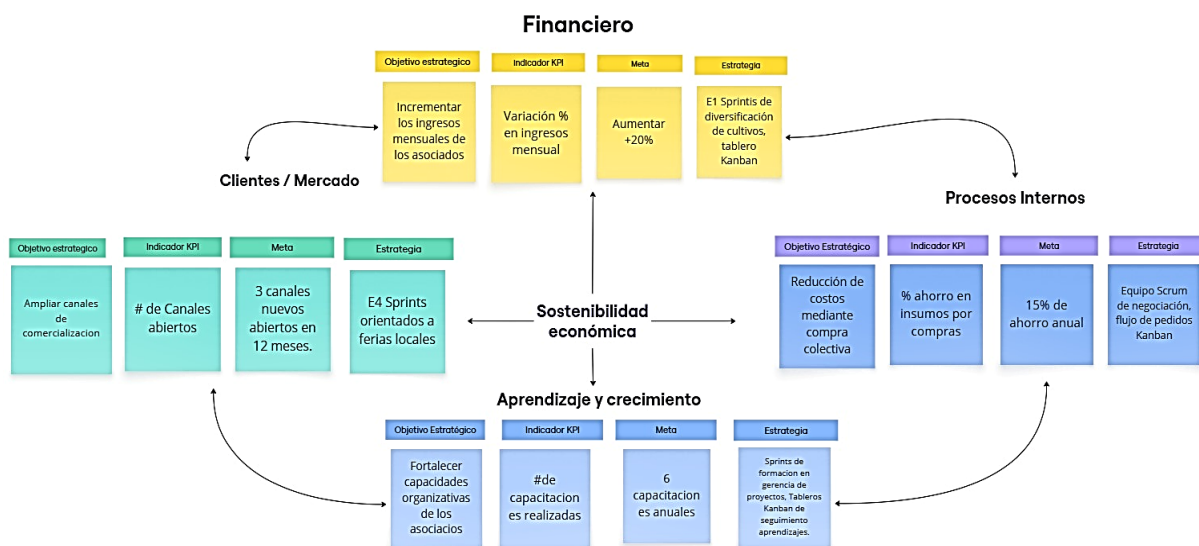 Financiero
Objetivo estrategico
Indicador KPI
Meta
Estrategia
Incrementar
los ingresos
mensuales de
los asociados
Variación %
en ingresos
mensual
Aumentar
+20%
E1 Sprintis de
diversificación
de cultivos,
tablero
Kanban
Clientes / Mercado
Objetivo estrategico
Indicador KPI
Meta
Estrategia
Ampliar canales
de
comercializacion
# de Canales
abiertos
3 canales
nuevos
abiertos en
12 meses.
E4 Sprints
orientados a
ferias locales
Procesos Internos
Objetivo Estratégico
Indicador KPI
Meta
Estrategia
Reducción de
costos
mediante
compra
colectiva
% ahorro en
insumos por
compras
15% de
ahorro anual
Equipo Scrum
de negociación,
flujo de pedidos
Kanban
Sostenibilidad
económica
Aprendizaje y crecimiento
Objetivo Estratégico
Indicador KPI
Meta
Estrategia
Fortalecer
capacidades
organizativas
de los
asociacios
#de
capacitacion
es realizadas
6
capacitacion
es anuales
Sprints de
formacion en
gerencia de
proyectos, Tableros
Kanban de
seguimiento
aprendizajes.